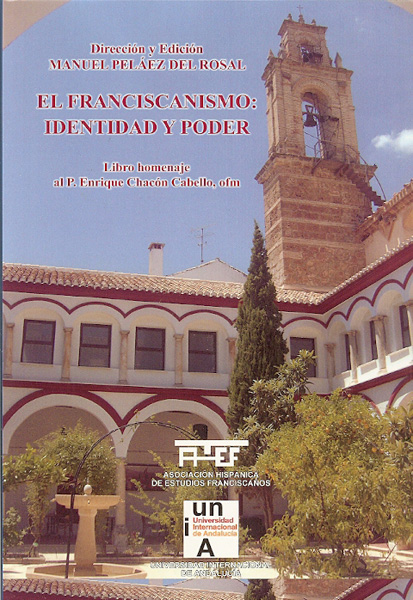 Dirección y Edición
MANUEL PELÁEZ DEL ROSAL
EL FRANCISCANISMO:
IDENTIDAD Y PODER
Libro homenaje
al P. Enrique Chacón Cabello, ofm
ASOCIACIÓN HISPÁNICA
DE ESTUDIOS FRANCISCANOS
un
i Universidad
Internacional
A de Andalucía
UNIVERSIDAD INTERNACIONAL
DE ANDALUCÍA